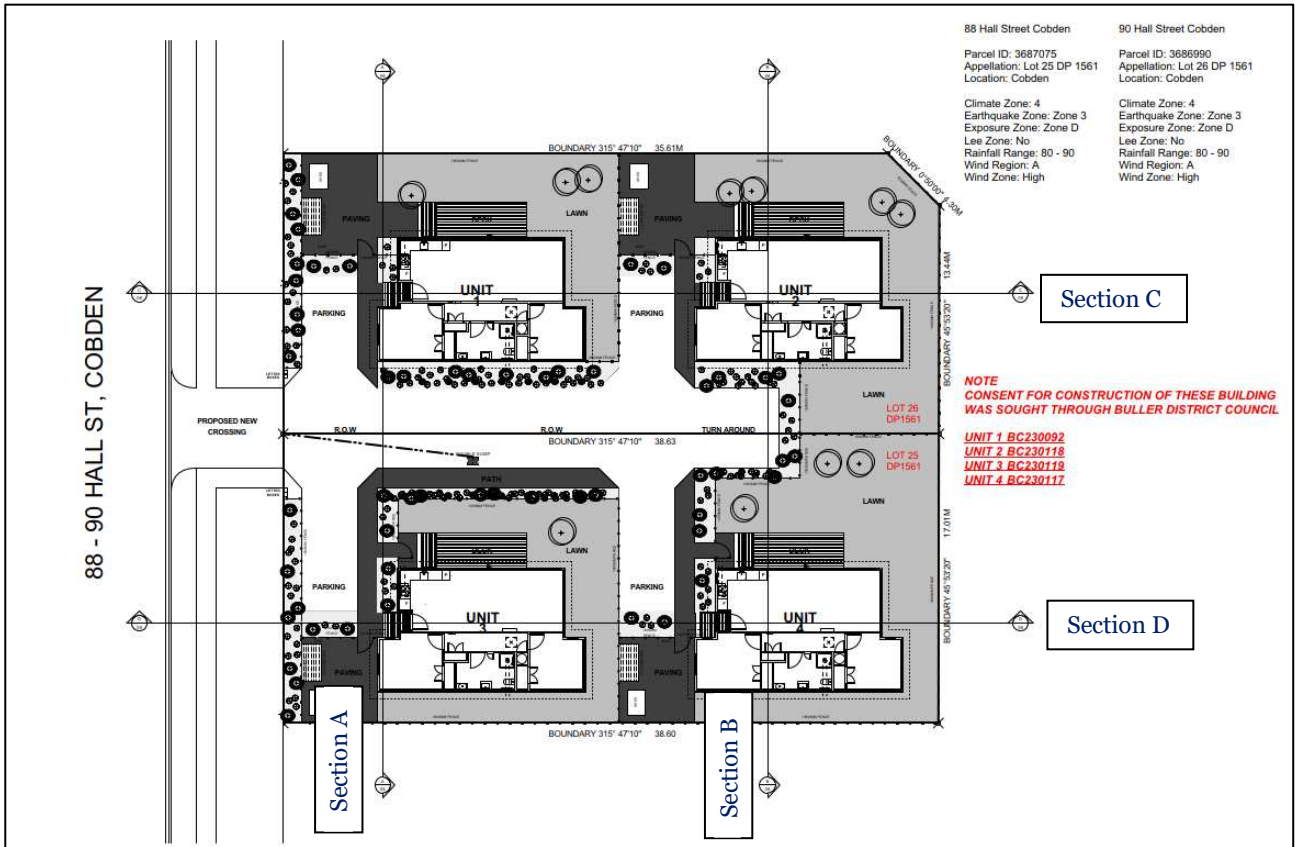 88 Hall Street Cobden
Parcel ID: 3687075
Appellation: Lot 25 DP 1561
Location: Cobden
Climate Zone: 4
Earthquake Zone: Zone 3
Exposure Zone: Zone D
Lee Zone: No
Rainfall Range: 80 - 90
Wind Region: A
Wind Zone: High
90 Hall Street Cobden
Parcel ID: 3686990
Appellation: Lot 26 DP 1561
Location: Cobden
Climate Zone: 4
Earthquake Zone: Zone 3
Exposure Zone: Zone D
Lee Zone: No
Rainfall Range: 80 - 90
Wind Region: A
Wind Zone: High
BOUNDARY 315° 47'10" 35.61M
BOUNDARY 0°50'00" 4.30M
PAVING
DECK
LAWN
PAVING
DECK
LAWN
13.44M
BOUNDARY 45°53'20"
Section C
UNIT
1
UNIT
2
PARKING
PARKING
88 - 90 HALL ST, COBDEN
LETTER
BOXES
PROPOSED NEW
CROSSING
R.O.W
R.O.W
TURN AROUND
BOUNDARY 315° 47'10" 38.63
LAWN
LOT 26
DP1561
LOT 25
DP1561
NOTE
CONSENT FOR CONSTRUCTION OF THESE BUILDING
WAS SOUGHT THROUGH BULLER DISTRICT COUNCIL
UNIT 1 BC230092
UNIT 2 BC230118
UNIT 3 BC230119
UNIT 4 BC230117
PATH
LETTER
BOXES
LAWN
17.01M
BOUNDARY 45°53'20"
DECK
LAWN
DECK
PARKING
PARKING
UNIT
3
UNIT
4
Section D
PAVING
PAVING
Section A
Section B
BOUNDARY 315° 47'10" 38.60